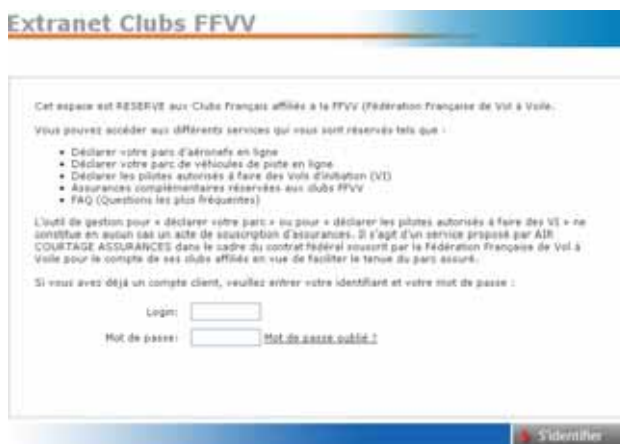 Extranet Clubs FFVV
Cet espace est RESERVE aux Clubs Français affiliés a la FFVV (Fédération Française de Vol à Voile.
Vous pouvez accéder aux différents services qui vous sont réservés tels que :
• Déclarer votre parc d'aéronefs en ligne
• Déclarer votre parc de véhicules de piste en ligne
• Déclarer les pilotes autorisés à faire des Vols d'initiation (VI)
• Assurances complémentaires réservées aux clubs FFVV
• FAQ (Questions les plus fréquentes)
L'outil de gestion pour « déclarer votre parc » ou pour « déclarer les pilotes autorisés à faire des VI » ne
constitue en aucun cas un acte de souscription d'assurances. Il s'agit d'un service proposé par AIR
COURTAGE ASSURANCES dans le cadre du contrat fédéral souscrit par la Fédération Française de Vol à
Voile pour le compte de ses clubs affiliés en vue de faciliter la tenue du parc assuré.
Si vous avez déjà un compte client, veuillez entrer votre identifiant et votre mot de passe :
Login:
Mot de passe: Mot de passe oublié ?
S'identifier